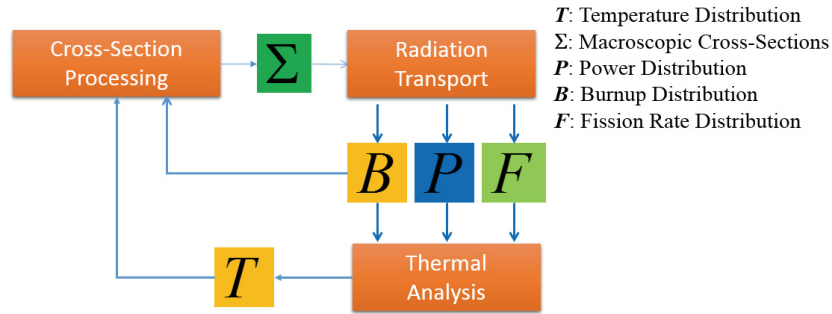 Cross-Section
Processing
Σ
Radiation
Transport
T: Temperature Distribution
Σ: Macroscopic Cross-Sections
P: Power Distribution
B: Burnup Distribution
F: Fission Rate Distribution
B
P
F
T
Thermal
Analysis